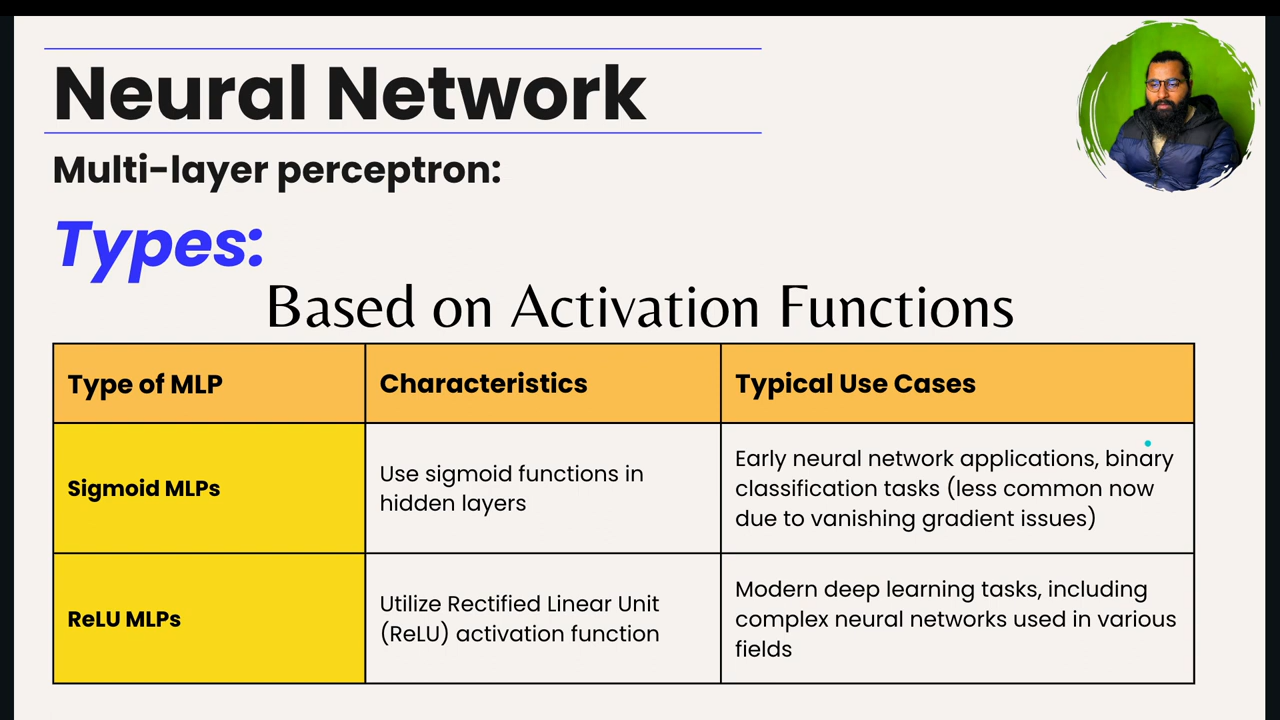 Neural Network
Multi-layer perceptron:
Types:
Based on Activation Functions
Type of MLP
Characteristics
Typical Use Cases
Sigmoid MLPs
Use sigmoid functions in
hidden layers
Early neural network applications, binary
classification tasks (less common now
due to vanishing gradient issues)
ReLU MLPs
Utilize Rectified Linear Unit
(ReLU) activation function
Modern deep learning tasks, including
complex neural networks used in various
fields